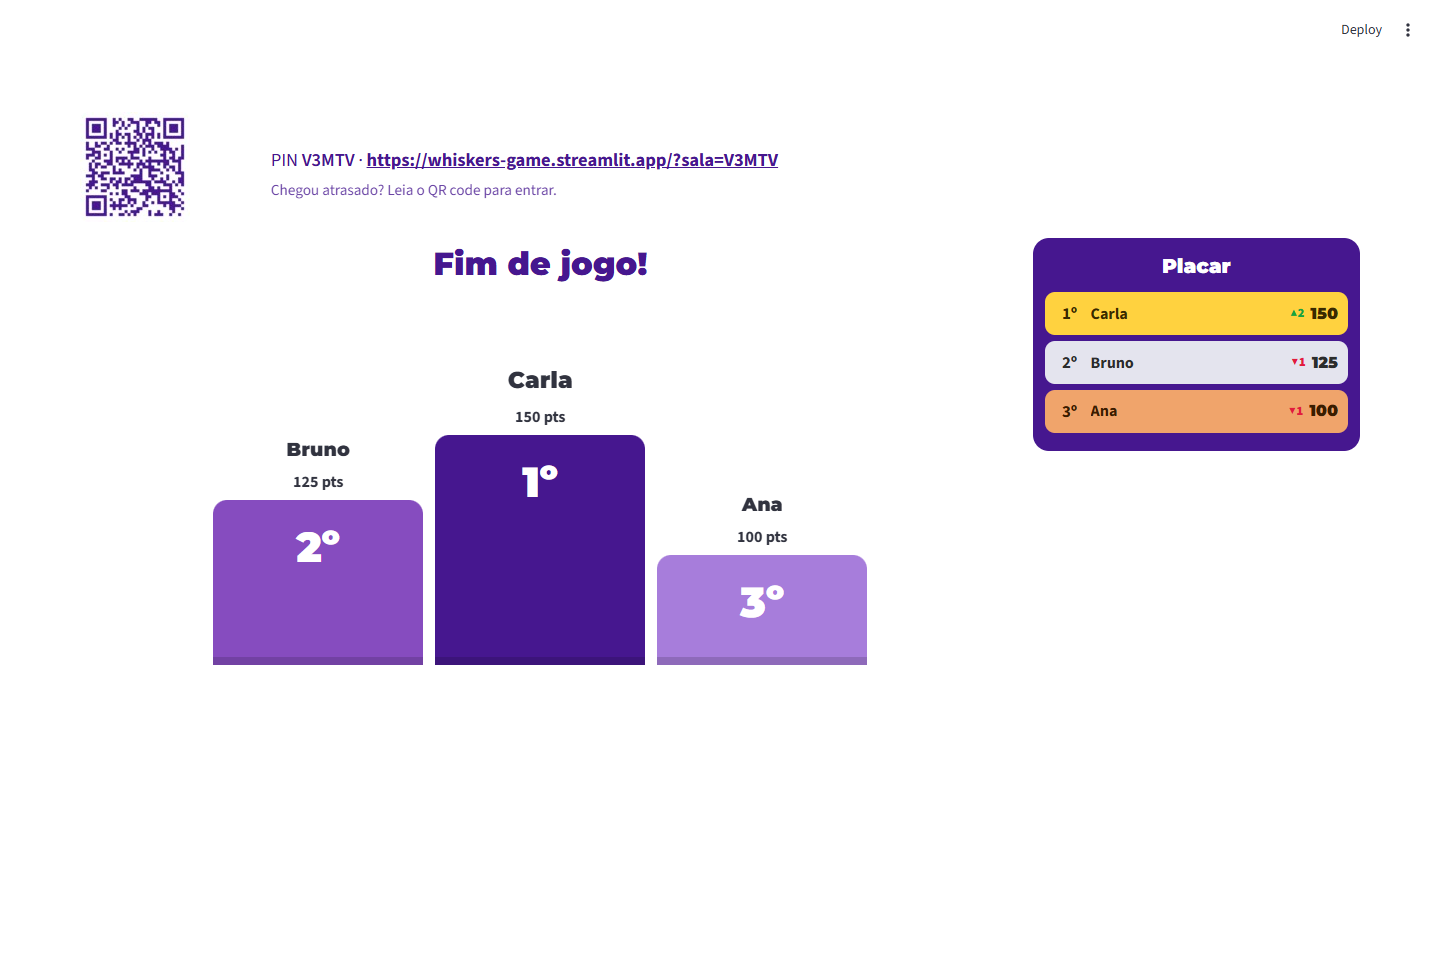 Deploy
PIN V3MTV · https://whiskers-game.streamlit.app/?sala=V3MTV
Chegou atrasado? Leia o QR code para entrar.
Fim de jogo!
Carla
150 pts
1º
Bruno
125 pts
2º
Ana
100 pts
3º
Placar
1º Carla ▲2 150
2º Bruno ▼1 125
3º Ana ▼1 100